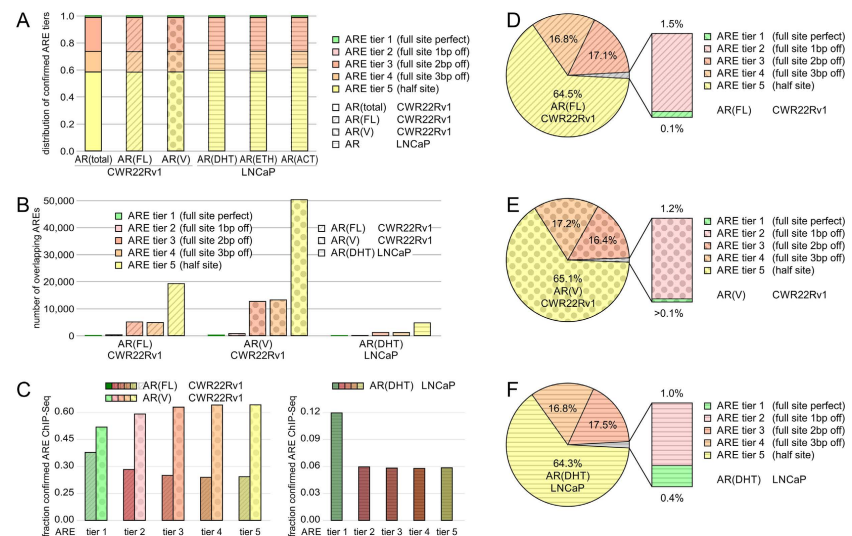 A
distribution of confirmed ARE tiers
1.0
0.8
0.6
0.4
0.2
0.0
AR(total) AR(FL) AR(V) AR(DHT) AR(ETH) AR(ACT)
CWR22Rv1 LNCaP
ARE tier 1 (full site perfect)
ARE tier 2 (full site 1bp off)
ARE tier 3 (full site 2bp off)
ARE tier 4 (full site 3bp off)
ARE tier 5 (half site)
AR(total) CWR22Rv1
AR(FL) CWR22Rv1
AR(V) CWR22Rv1
AR LNCaP
B
number of overlapping AREs
50,000
40,000
30,000
20,000
10,000
0
ARE tier 1 (full site perfect)
ARE tier 2 (full site 1bp off)
ARE tier 3 (full site 2bp off)
ARE tier 4 (full site 3bp off)
ARE tier 5 (half site)
AR(FL) CWR22Rv1
AR(V) CWR22Rv1
AR(DHT) LNCaP
AR(FL) AR(V) AR(DHT)
CWR22Rv1 CWR22Rv1 LNCaP
C
fraction confirmed ARE ChIP-Seq
AR(FL) CWR22Rv1
AR(V) CWR22Rv1
0.60
0.45
0.30
0.25
0.00
ARE tier 1 tier 2 tier 3 tier 4 tier 5
fraction confirmed ARE ChIP-Seq
AR(DHT) LNCaP
0.12
0.09
0.06
0.03
0.00
ARE tier 1 tier 2 tier 3 tier 4 tier 5
D
16.8%
17.1%
64.5%
AR(FL)
CWR22Rv1
1.5%
0.1%
ARE tier 1 (full site perfect)
ARE tier 2 (full site 1bp off)
ARE tier 3 (full site 2bp off)
ARE tier 4 (full site 3bp off)
ARE tier 5 (half site)
AR(FL) CWR22Rv1
E
17.2%
16.4%
65.1%
AR(V)
CWR22Rv1
1.2%
>0.1%
ARE tier 1 (full site perfect)
ARE tier 2 (full site 1bp off)
ARE tier 3 (full site 2bp off)
ARE tier 4 (full site 3bp off)
ARE tier 5 (half site)
AR(V) CWR22Rv1
F
16.8%
17.5%
64.3%
AR(DHT)
LNCaP
1.0%
0.4%
ARE tier 1 (full site perfect)
ARE tier 2 (full site 1bp off)
ARE tier 3 (full site 2bp off)
ARE tier 4 (full site 3bp off)
ARE tier 5 (half site)
AR(DHT) LNCaP